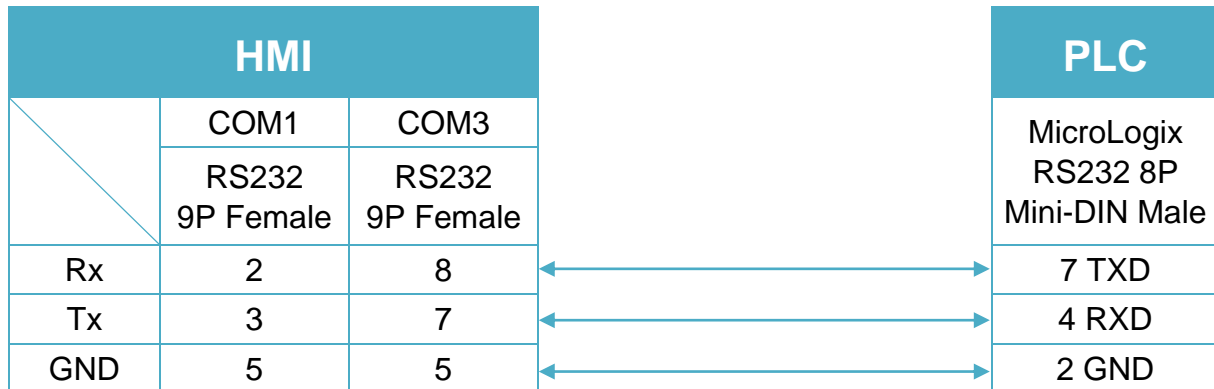 HMI
PLC
COM1
COM3
RS232
9P Female
RS232
9P Female
MicroLogix
RS232 8P
Mini-DIN Male
Rx 2 8 7 TXD
Tx 3 7 4 RXD
GND 5 5 2 GND